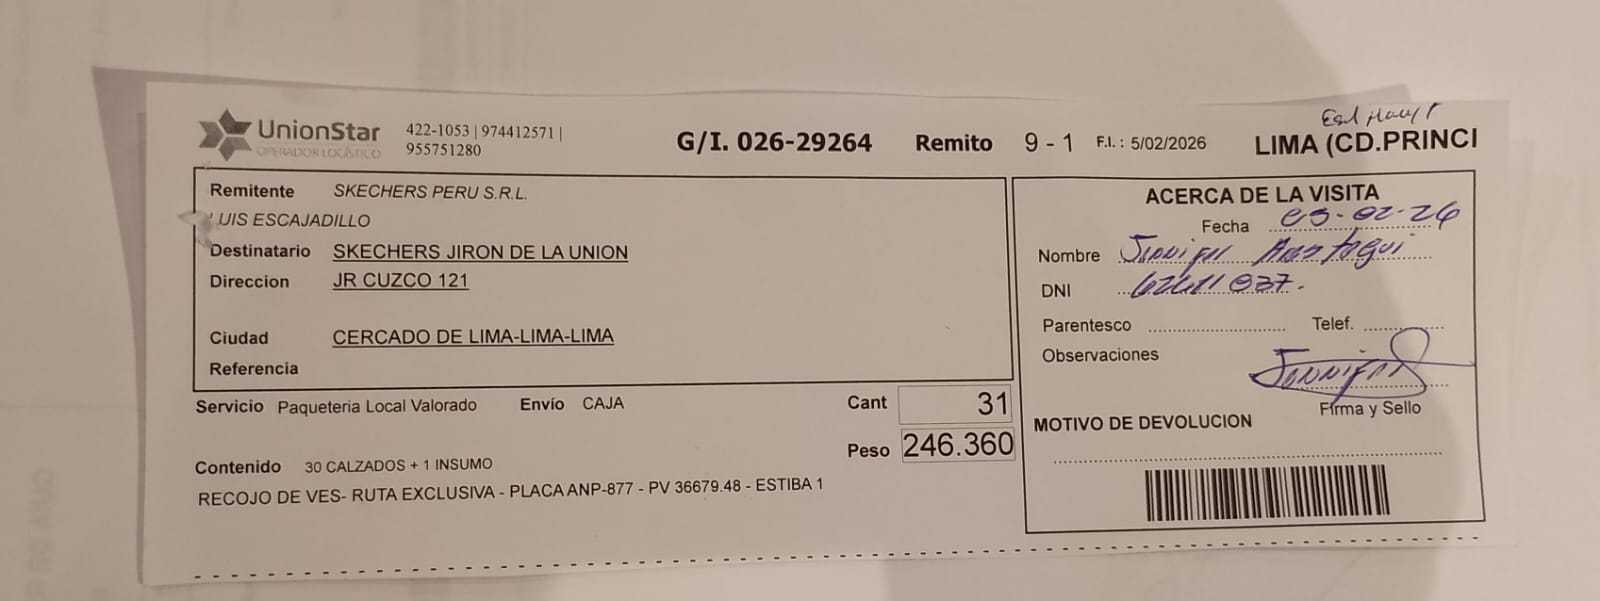 UnionStar
OPERADOR LOGÍSTICO
422-1053 | 974412571 |
955751280
G/I. 026-29264 Remito 9 - 1 F.I. : 5/02/2026 LIMA (CD.PRINCI
Remitente SKECHERS PERU S.R.L.
LUIS ESCAJADILLO
Destinatario SKECHERS JIRON DE LA UNION
Direccion JR CUZCO 121
Ciudad CERCADO DE LIMA-LIMA-LIMA
Referencia
Servicio Paqueteria Local Valorado Envío CAJA Cant 31
Peso 246.360
Contenido 30 CALZADOS + 1 INSUMO
RECOJO DE VES- RUTA EXCLUSIVA - PLACA ANP-877 - PV 36679.48 - ESTIBA 1
ACERCA DE LA VISITA
Fecha 05-02-26
Nombre Jennifer
DNI
Parentesco Telef.
Observaciones
Firma y Sello
MOTIVO DE DEVOLUCION